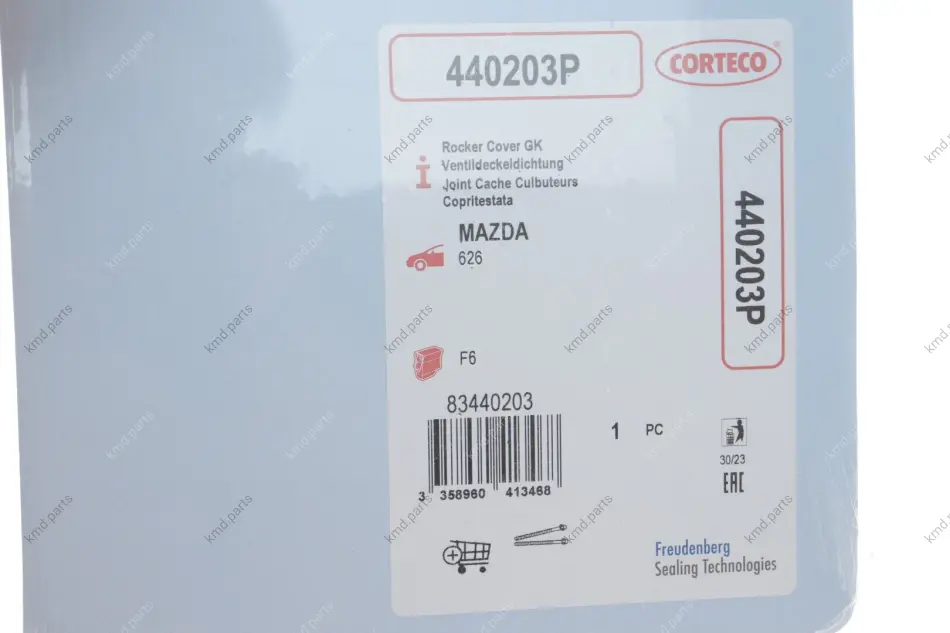 440203P
CORTECO
Rocker Cover GK
Ventildeckeldichtung
Joint Cache Culbuteurs
Copritestata
440203P
MAZDA
626
F6
83440203
1 PC
3 358960 413468
30/23
EAC
Freudenberg
Sealing Technologies
kmd.parts